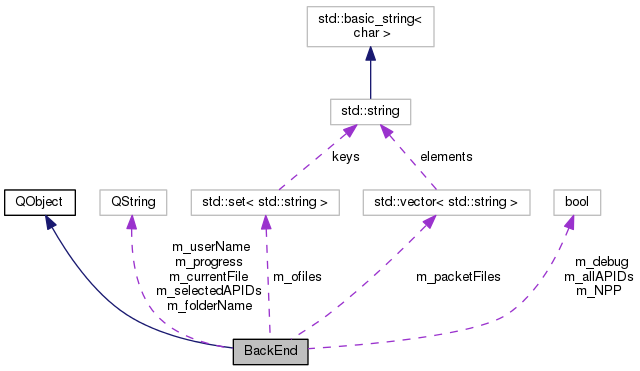 std::basic_string<
char >
std::string
keys
elements
QObject
QString
std::set< std::string >
std::vector< std::string >
bool
m_userName
m_progress
m_currentFile
m_selectedAPIDs
m_folderName
m_ofiles
m_packetFiles
m_debug
m_allAPIDs
m_NPP
BackEnd